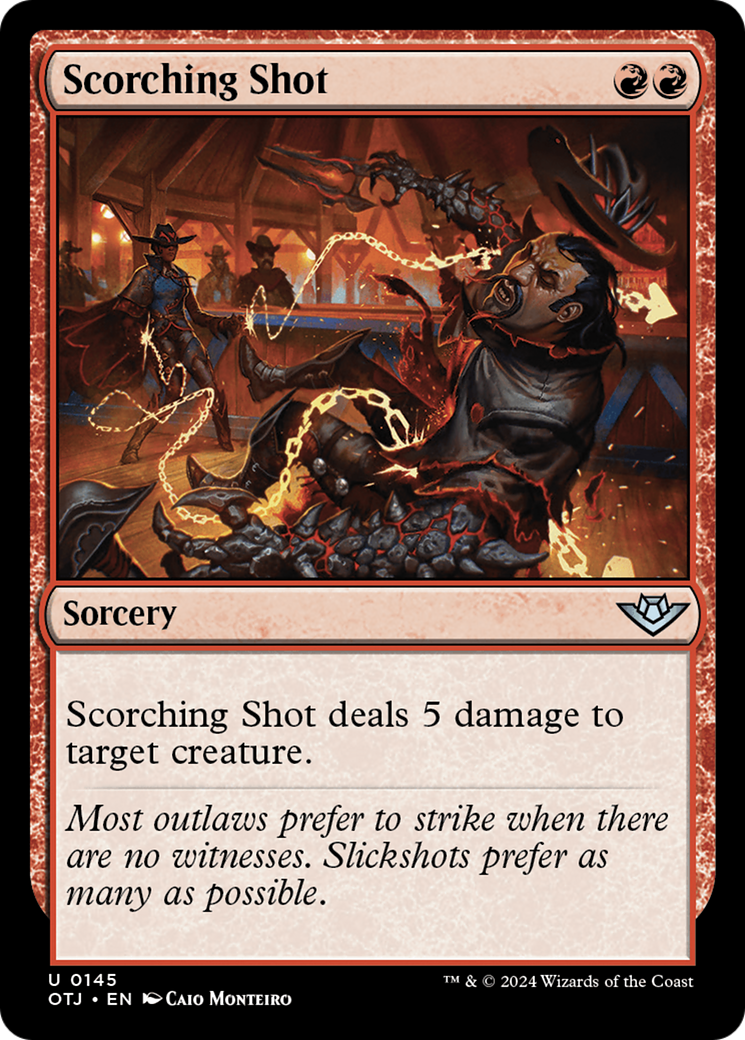 Scorching Shot
Sorcery
Scorching Shot deals 5 damage to
target creature.
Most outlaws prefer to strike when there
are no witnesses. Slickshots prefer as
many as possible.
U 0145
OTJ • EN Caio Monteiro
™ & © 2024 Wizards of the Coast